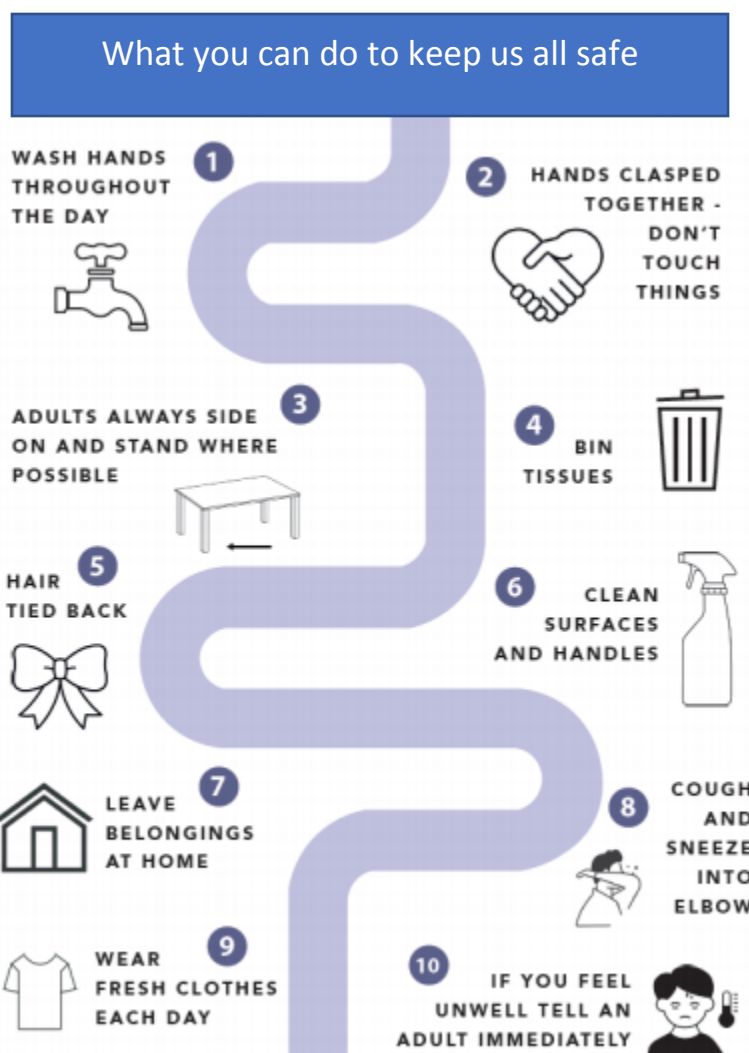 What you can do to keep us all safe
1
WASH HANDS
THROUGHOUT
THE DAY
2
HANDS CLASPED
TOGETHER -
DON'T
TOUCH
THINGS
3
ADULTS ALWAYS SIDE
ON AND STAND WHERE
POSSIBLE
4
BIN
TISSUES
5
HAIR
TIED BACK
6
CLEAN
SURFACES
AND HANDLES
7
LEAVE
BELONGINGS
AT HOME
8
COUGH
AND
SNEEZE
INTO
ELBOW
9
WEAR
FRESH CLOTHES
EACH DAY
10
IF YOU FEEL
UNWELL TELL AN
ADULT IMMEDIATELY